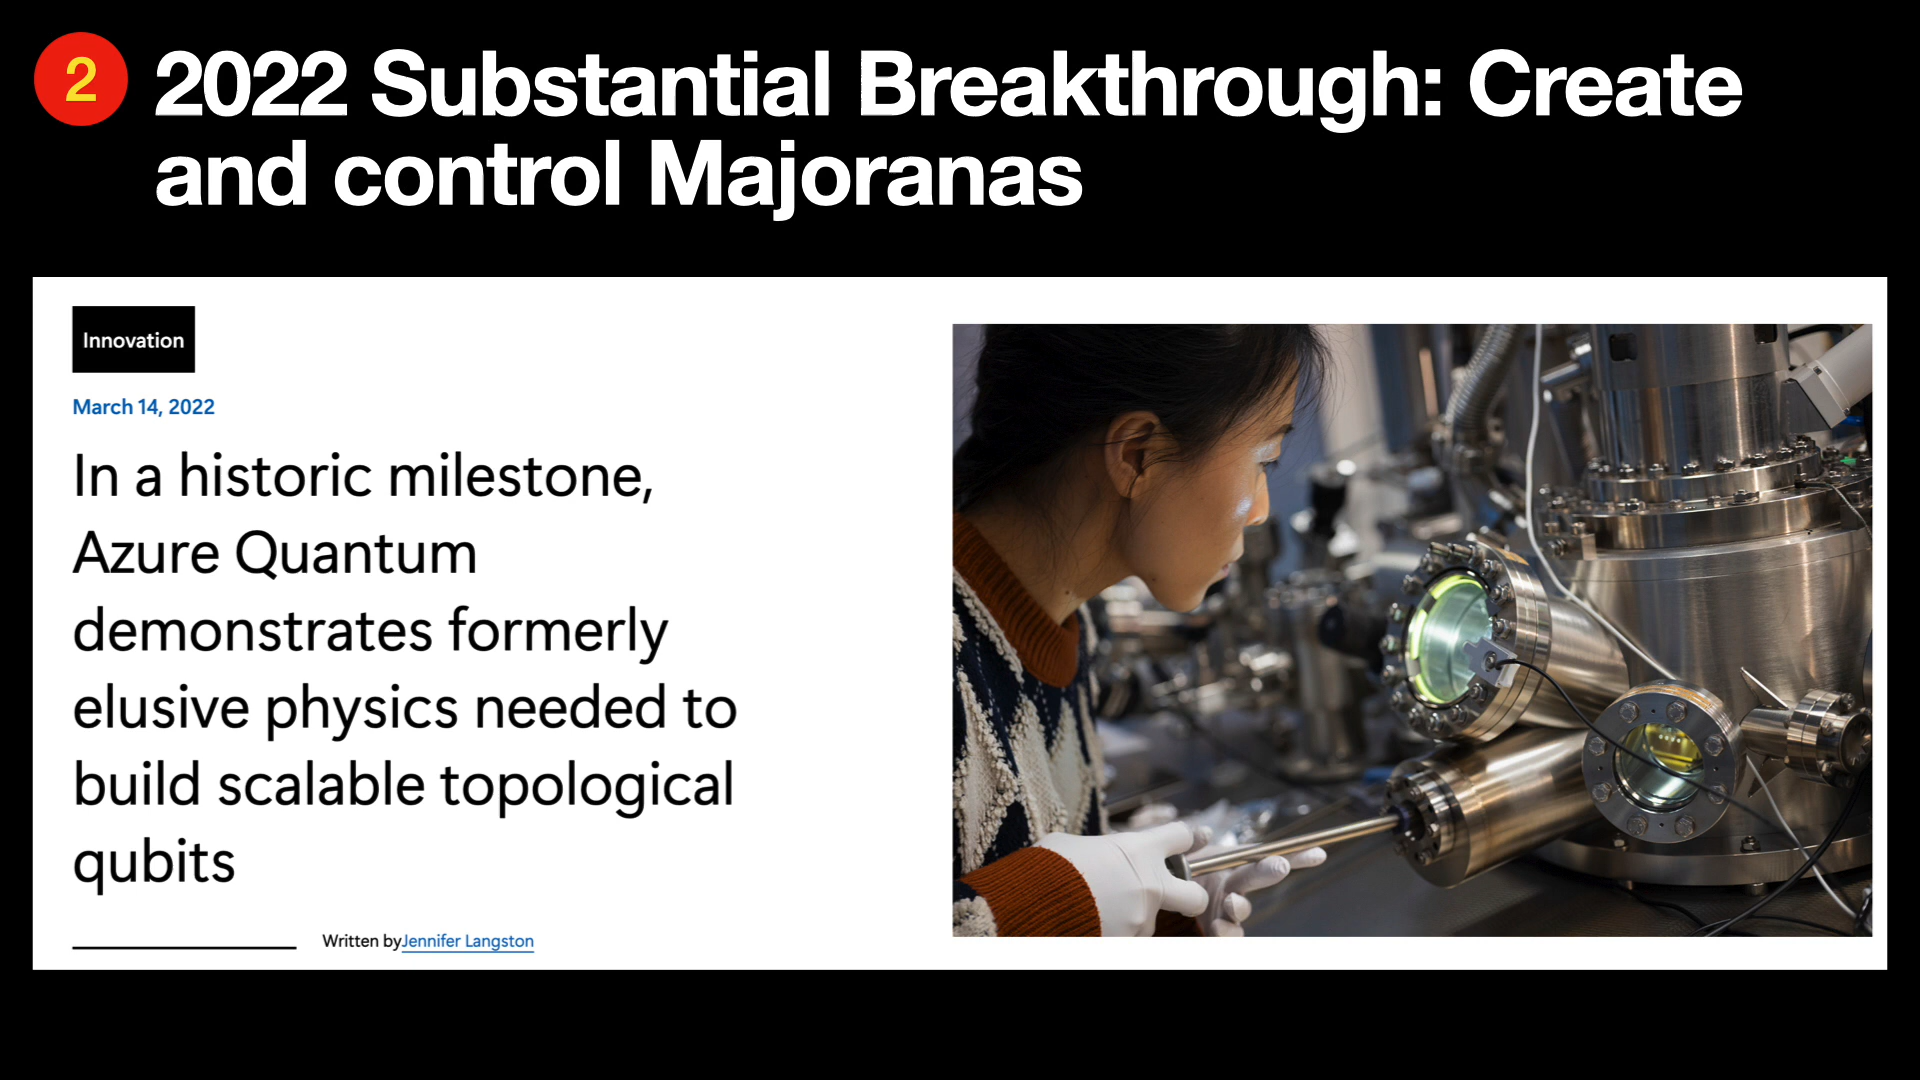 2
2022 Substantial Breakthrough: Create
and control Majoranas
Innovation
March 14, 2022
In a historic milestone,
Azure Quantum
demonstrates formerly
elusive physics needed to
build scalable topological
qubits
Written byJennifer Langston